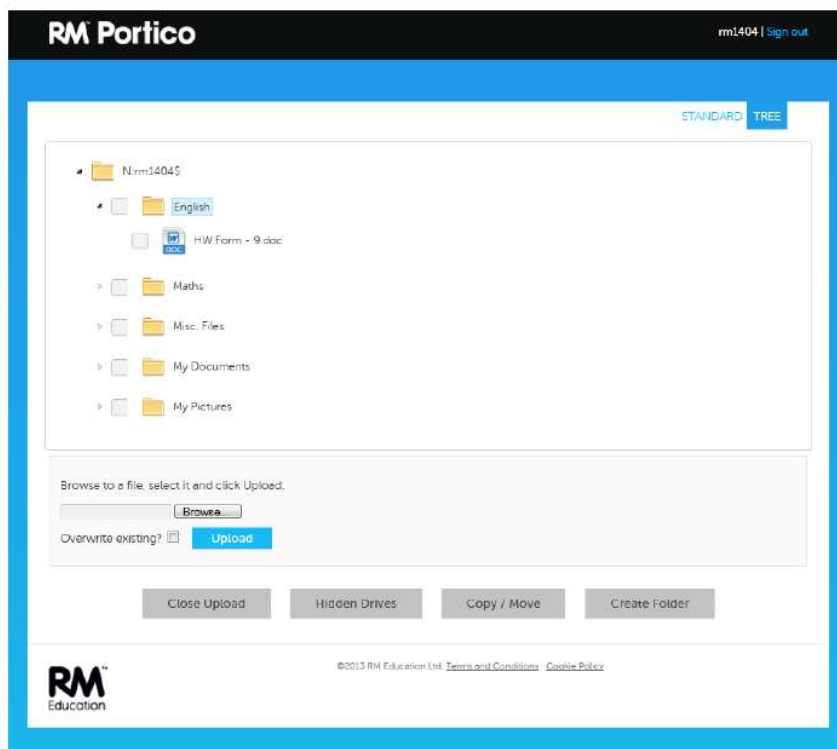 RM Portico
rm1404 | Sign out
STANDARD TREE
N:rm1404$
English
HW Form - 9.doc
DOC
Maths
Misc. Files
My Documents
My Pictures
Browse to a file, select it and click Upload.
Browse...
Overwrite existing? Upload
Close Upload Hidden Drives Copy / Move Create Folder
©2013 RM Education Ltd. Terms and Conditions Cookie Policy
RM™
Education